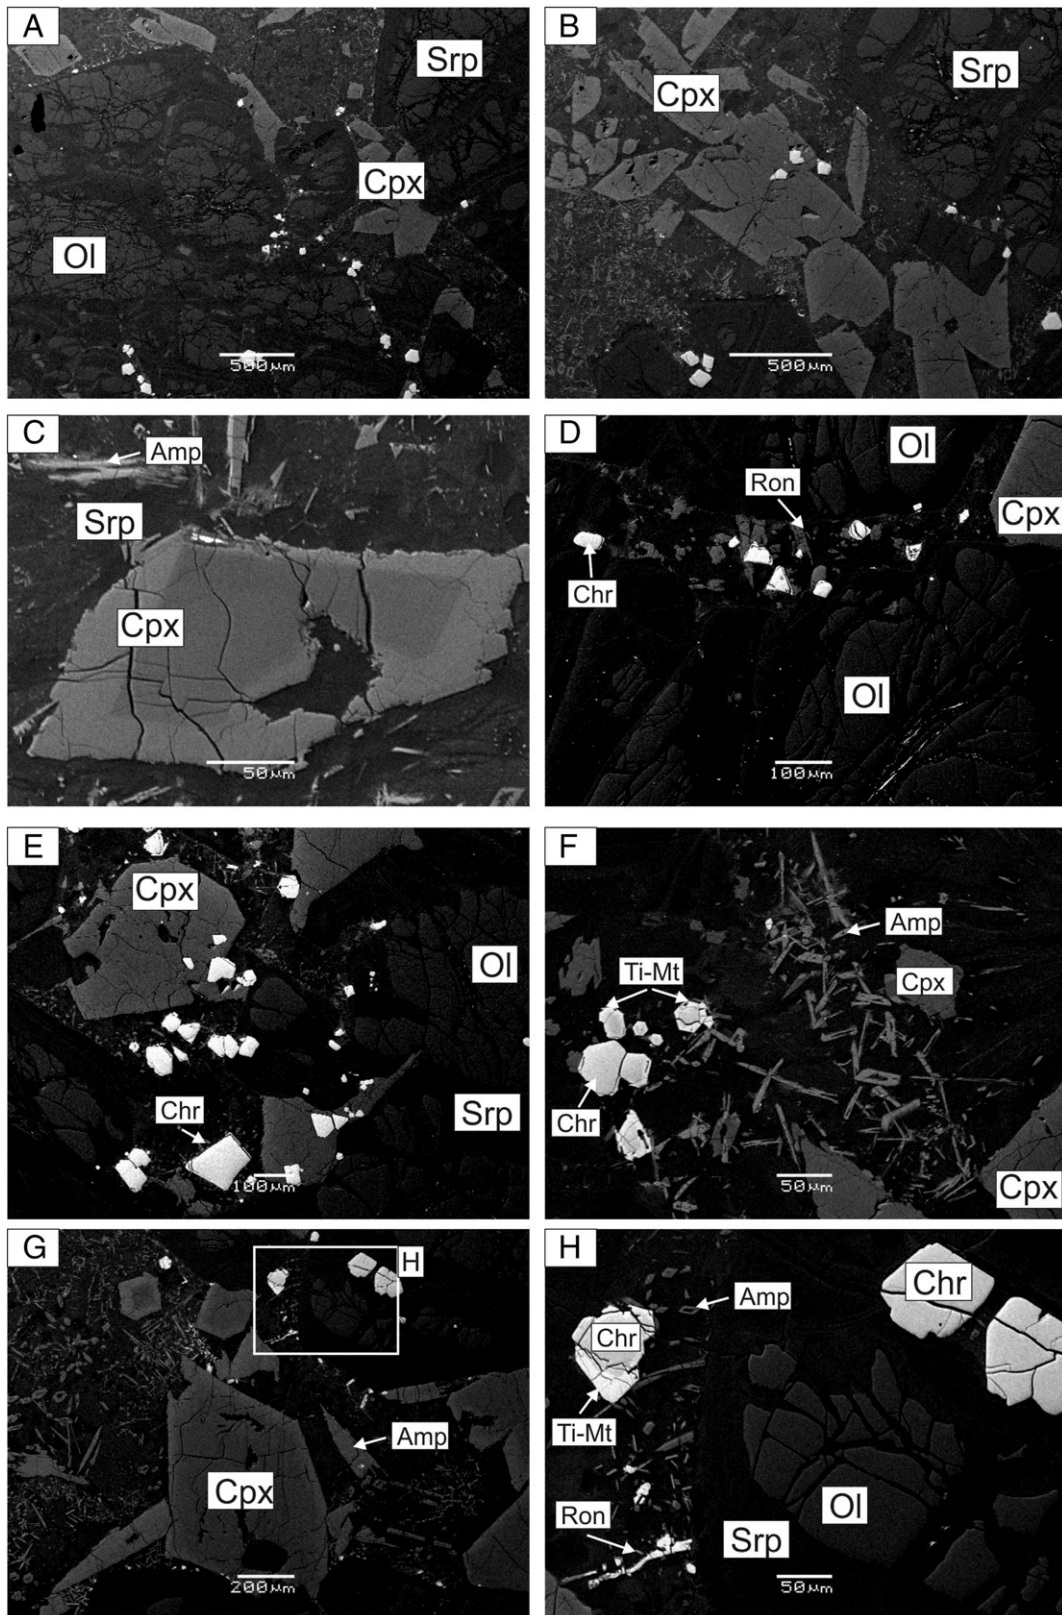 A
Srp
Cpx
Ol
500μm
B
Cpx
Srp
500μm
C
Amp
Srp
Cpx
50μm
D
Ol
Ron
Cpx
Chr
Ol
100μm
E
Cpx
Ol
Chr
Srp
100μm
F
Amp
Ti-Mt
Cpx
Chr
50μm
Cpx
G
H
Amp
Cpx
200μm
H
Chr
Amp
Chr
Ti-Mt
Ron
Ol
Srp
50μm